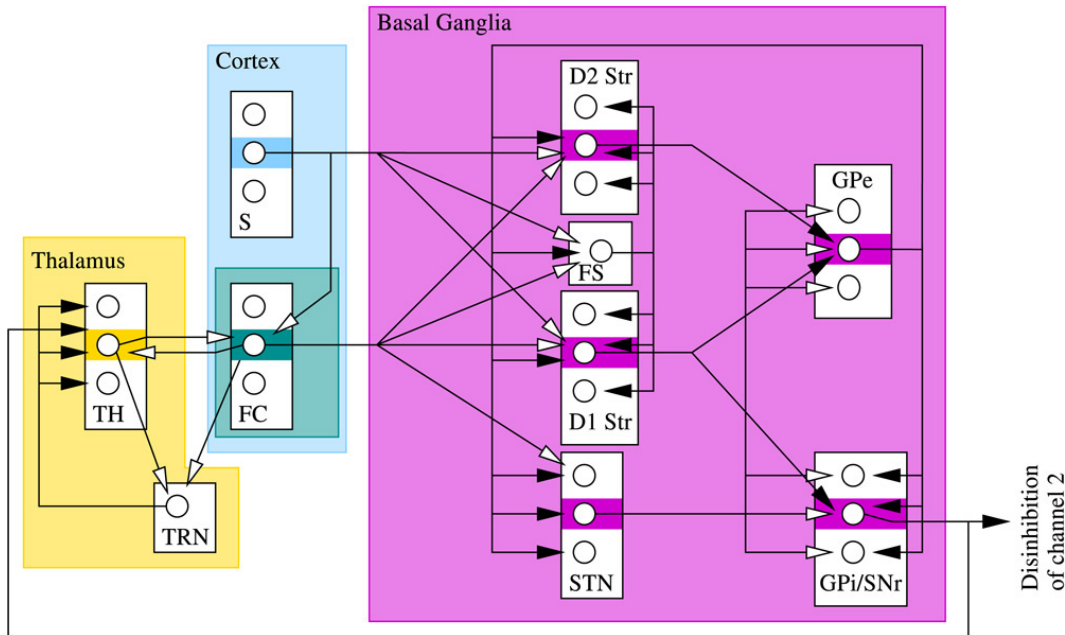 Basal Ganglia
Cortex
D2 Str
S
GPe
Thalamus
FS
TH
FC
D1 Str
TRN
STN
GPi/SNr
Disinhibition
of channel 2